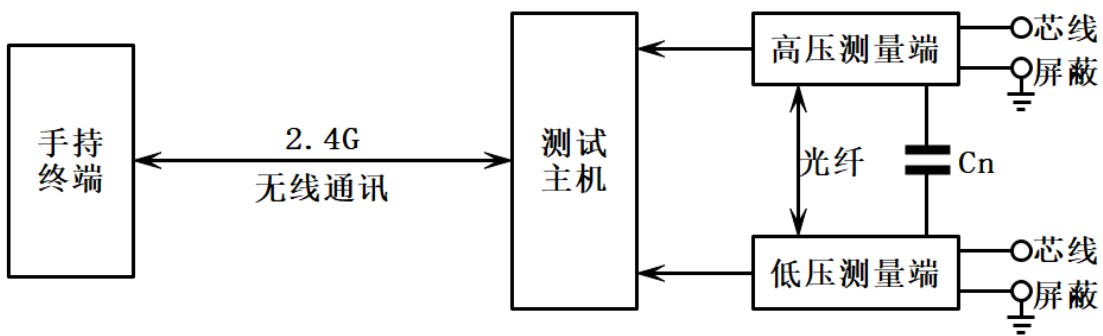 手持
终端
2.4G
无线通讯
测试
主机
高压测量端
芯线
屏蔽
光纤
Cn
低压测量端
芯线
屏蔽